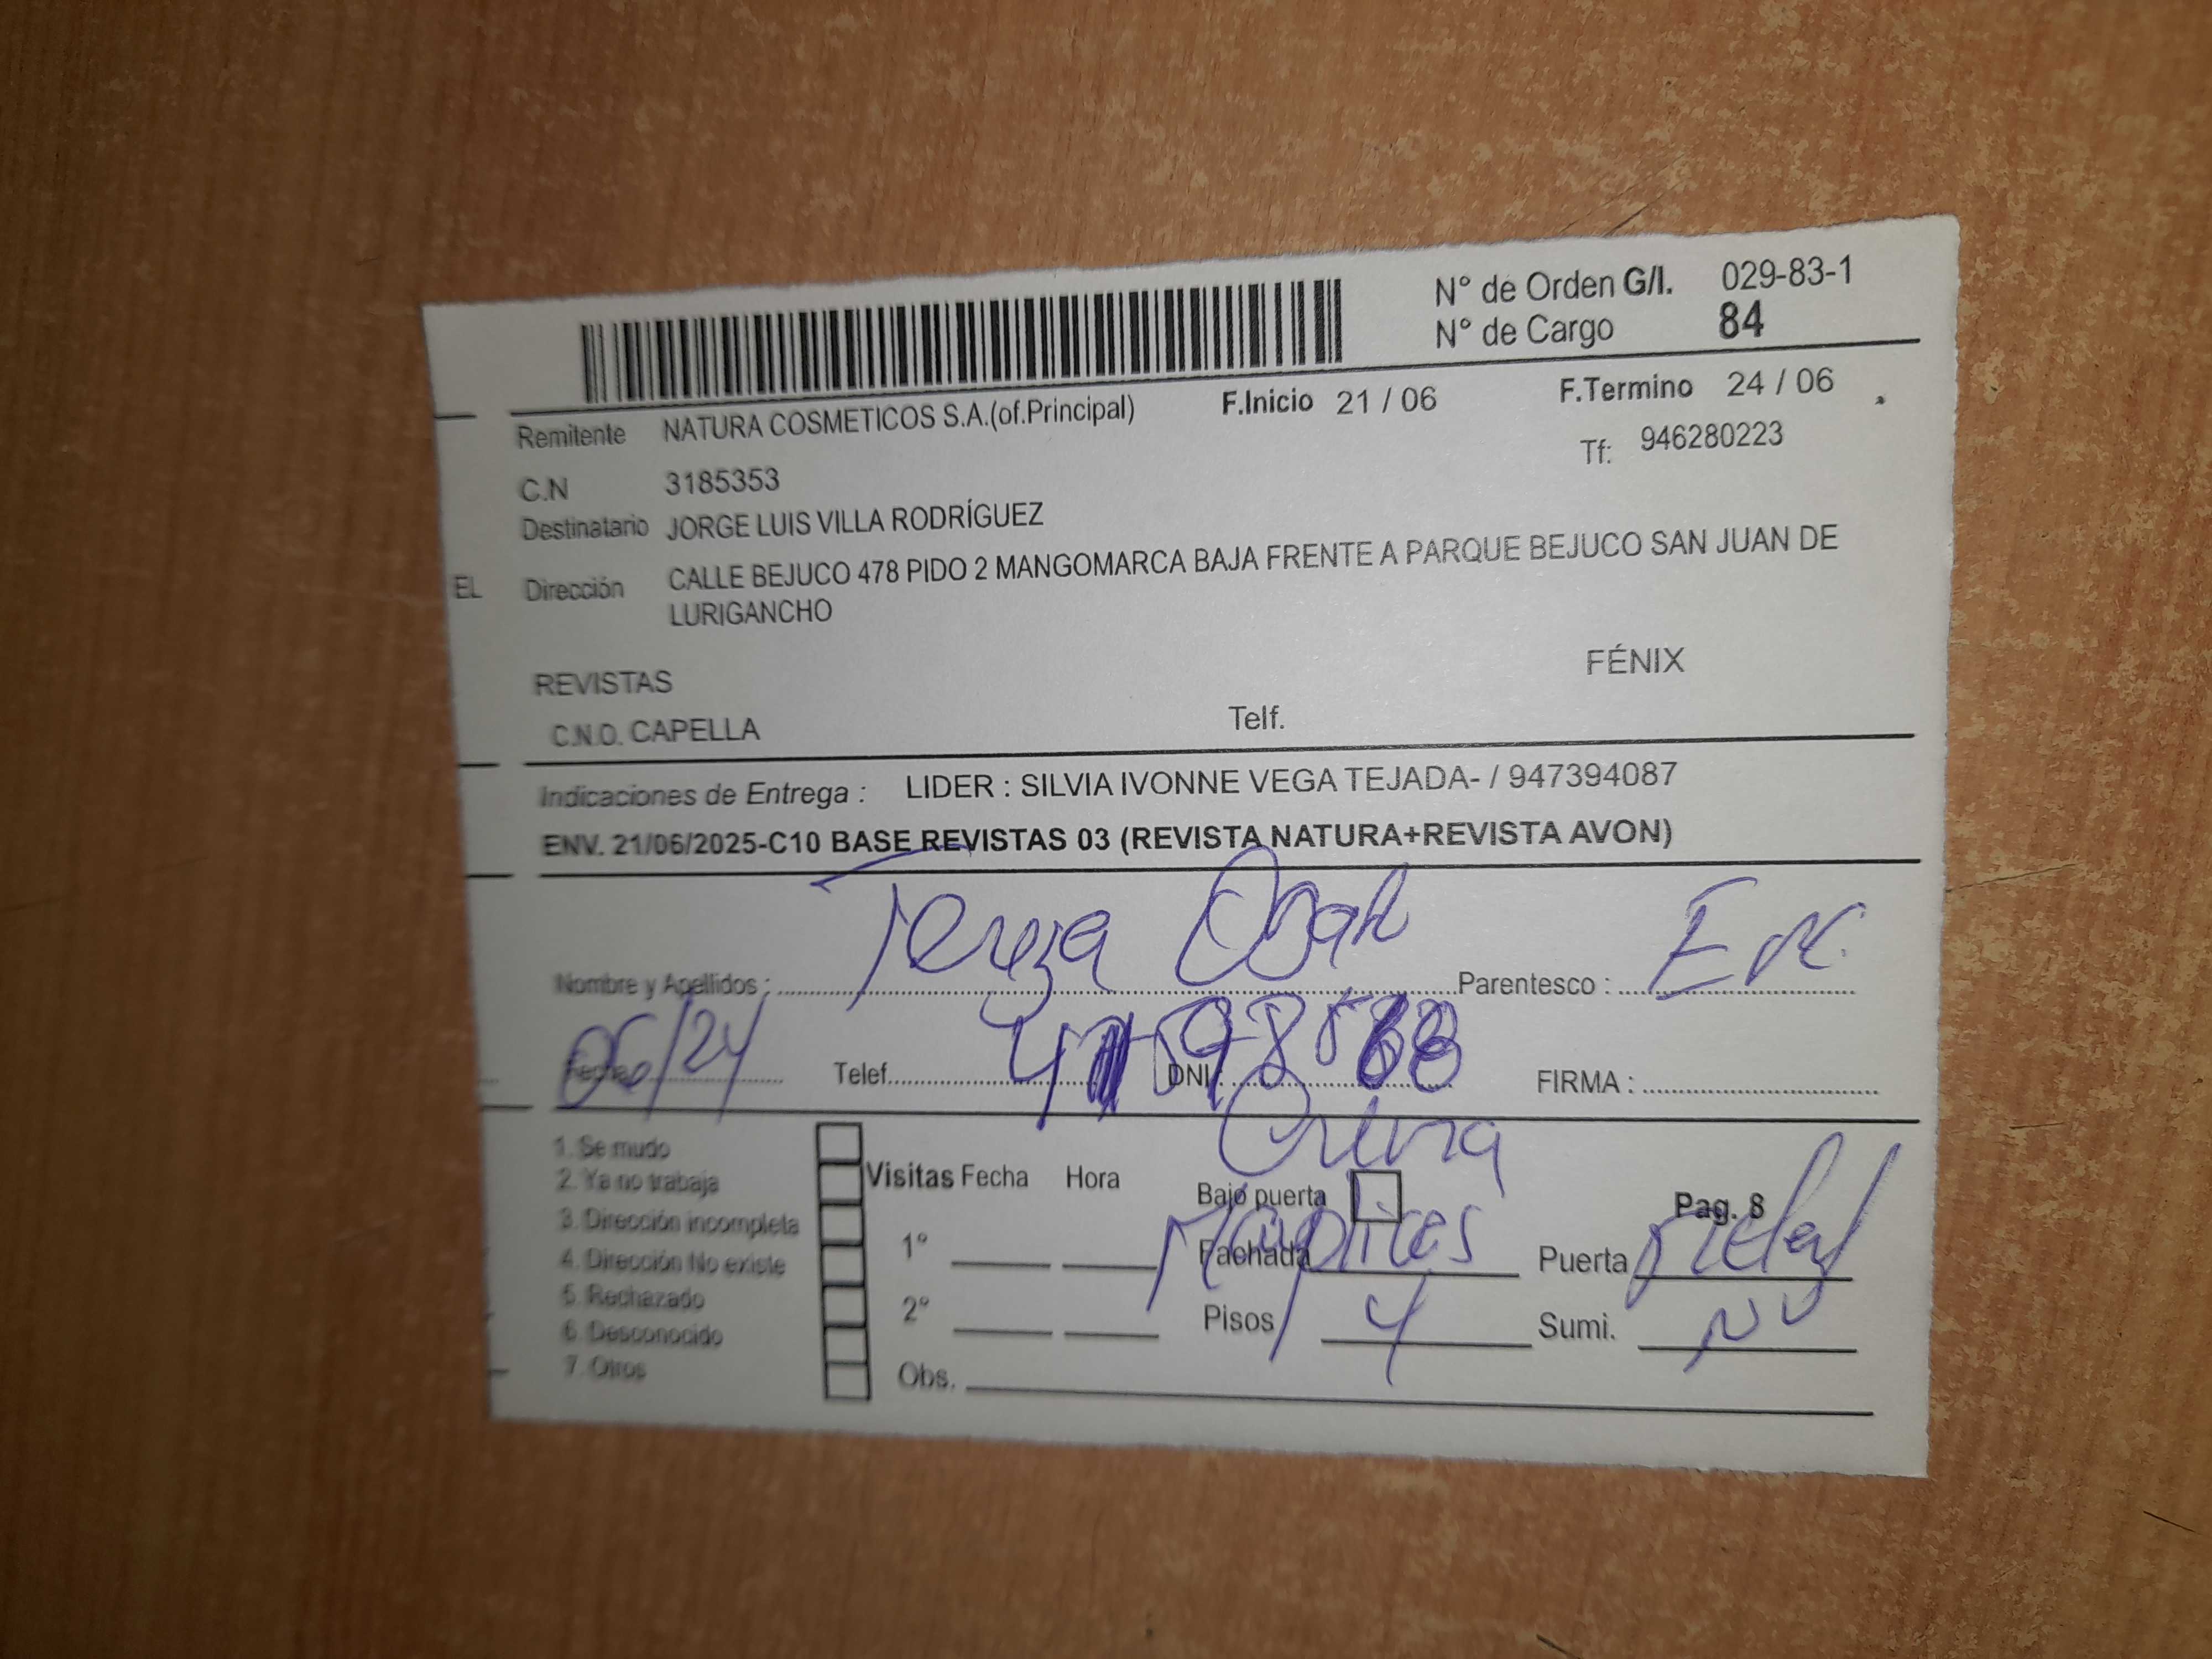 N° de Orden G/I. 029-83-1
N° de Cargo 84
F.Inicio 21 / 06 F.Termino 24 / 06
Remitente NATURA COSMETICOS S.A.(of.Principal)
Tf: 946280223
C.N 3185353
Destinatario JORGE LUIS VILLA RODRÍGUEZ
EL Dirección CALLE BEJUCO 478 PIDO 2 MANGOMARCA BAJA FRENTE A PARQUE BEJUCO SAN JUAN DE
LURIGANCHO
REVISTAS FÉNIX
C.N.O. CAPELLA Telf.
Indicaciones de Entrega : LIDER : SILVIA IVONNE VEGA TEJADA- / 947394087
ENV. 21/06/2025-C10 BASE REVISTAS 03 (REVISTA NATURA+REVISTA AVON)
Nombre y Apellidos : Parentesco :
Fecha 06/24 Telef. DNI. FIRMA :
1. Se mudo
2. Ya no trabaja Visitas Fecha Hora Bajo puerta Pag. 8
3. Dirección incompleta
4. Dirección No existe 1° Fachada Puerta
5. Rechazado
6. Desconocido 2° Pisos 4 Sumi.
7. Otros Obs.